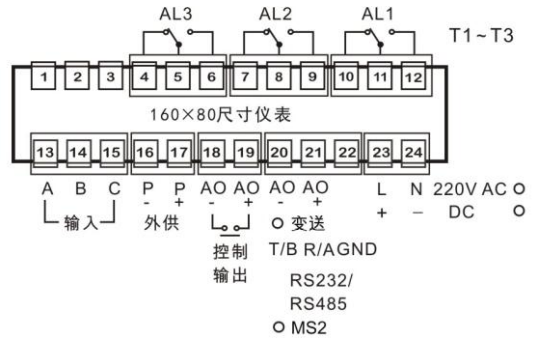 AL3 AL2 AL1
T1~T3
1 2 3 4 5 6 7 8 9 10 11 12
160×80尺寸仪表
13 14 15 16 17 18 19 20 21 22 23 24
A B C P P AO AO AO AO L N 220V AC
- + - + - + + − DC
输入 外供 变送
控制 T/B R/A GND
输出 RS232/
RS485
MS2